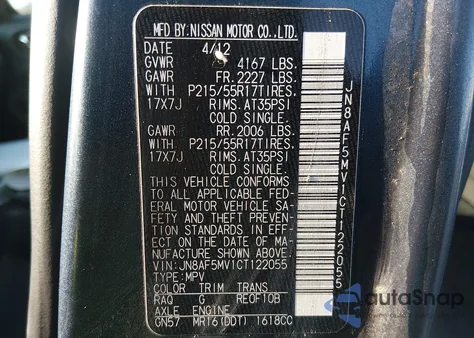 MFD BY:NISSAN MOTOR CO.,LTD.
DATE 4/12
GVWR 4167 LBS.
GAWR FR. 2227 LBS.
WITH P215/55R17TIRES.
17X7J RIMS. AT35PSI
COLD SINGLE.
GAWR RR. 2006 LBS.
WITH P215/55R17TIRES.
17X7J RIMS. AT35PSI
COLD SINGLE.
THIS VEHICLE CONFORMS
TO ALL APPLICABLE FED-
ERAL MOTOR VEHICLE SA-
FETY AND THEFT PREVEN-
TION STANDARDS IN EFF-
ECT ON THE DATE OF MA-
NUFACTURE SHOWN ABOVE.
VIN:JN8AF5MV1CT122055
TYPE:MPV
COLOR TRIM TRANS
RAQ G RE0F10B
AXLE ENGINE
GN57 MR16(DDT) 1618CC
JN8AF5MV1CT122055
autoSnap